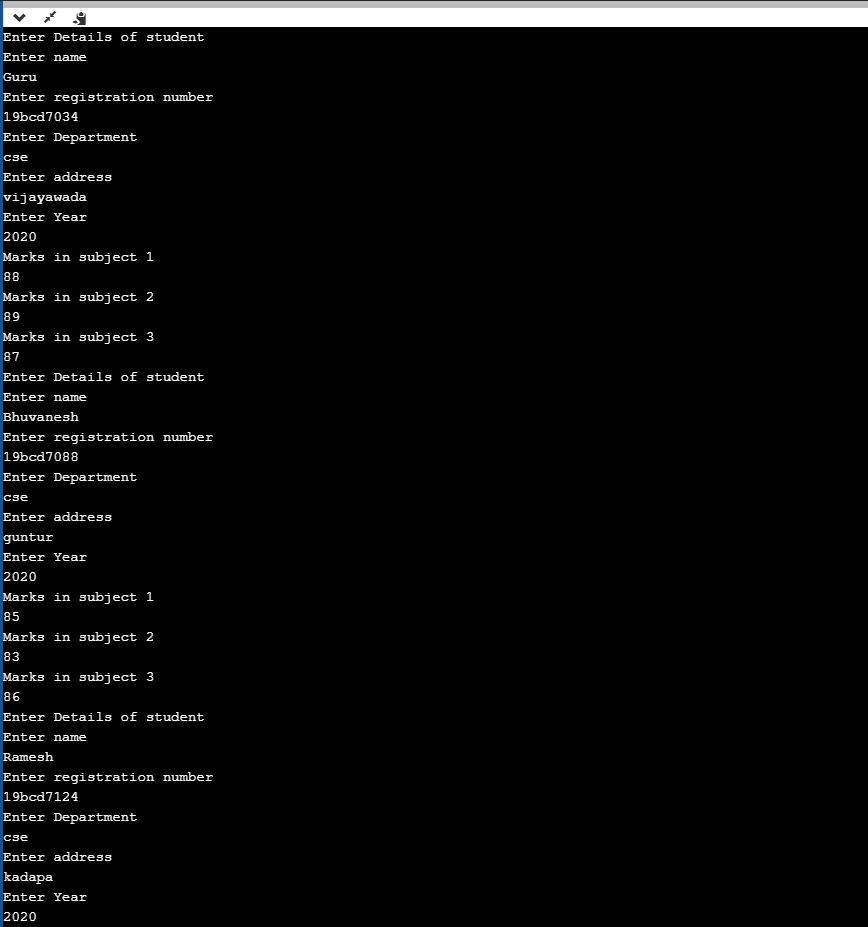 Enter Details of student
Enter name
Guru
Enter registration number
19bcd7034
Enter Department
cse
Enter address
vijayawada
Enter Year
2020
Marks in subject 1
88
Marks in subject 2
89
Marks in subject 3
87
Enter Details of student
Enter name
Bhuvanesh
Enter registration number
19bcd7088
Enter Department
cse
Enter address
guntur
Enter Year
2020
Marks in subject 1
85
Marks in subject 2
83
Marks in subject 3
86
Enter Details of student
Enter name
Ramesh
Enter registration number
19bcd7124
Enter Department
cse
Enter address
kadapa
Enter Year
2020